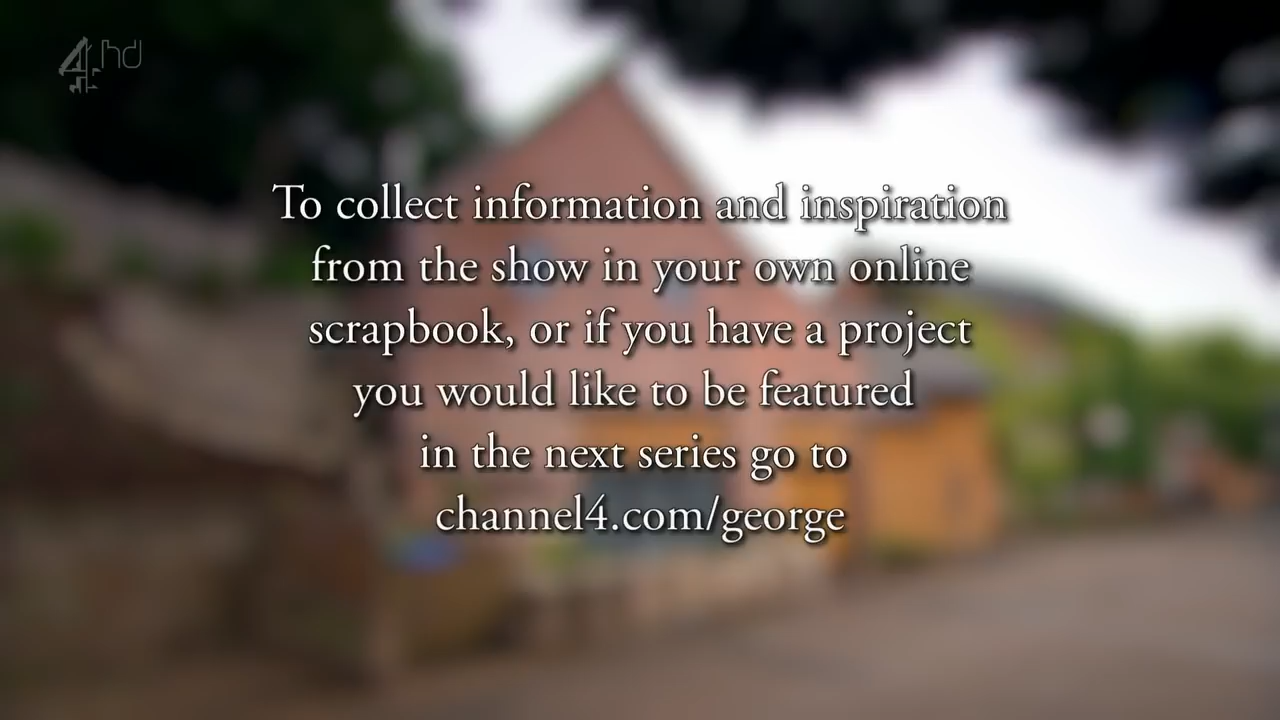 4hd
To collect information and inspiration
from the show in your own online
scrapbook, or if you have a project
you would like to be featured
in the next series go to
channel4.com/george